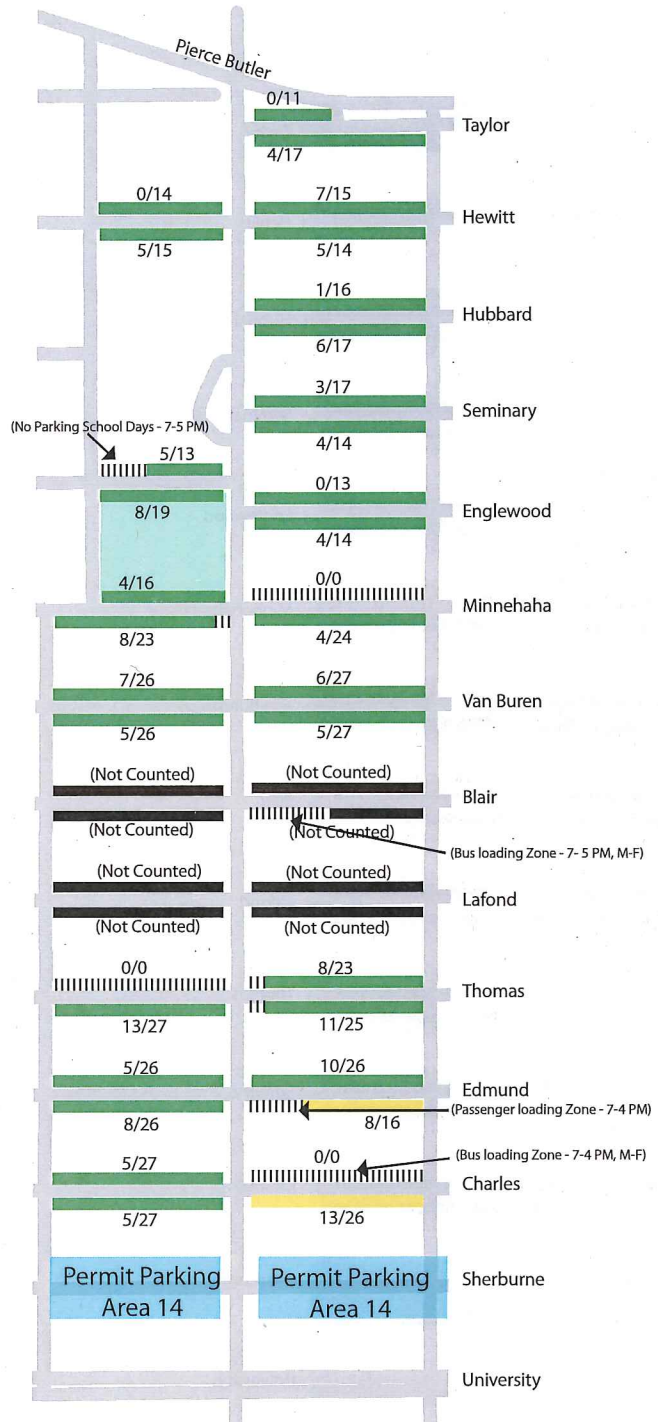 Pierce Butler
0/11
Taylor
4/17
0/14
7/15
Hewitt
5/15
5/14
1/16
Hubbard
6/17
3/17
Seminary
(No Parking School Days - 7-5 PM)
4/14
5/13
0/13
8/19
Englewood
4/14
4/16
0/0
Minnehaha
8/23
4/24
7/26
6/27
Van Buren
5/26
5/27
(Not Counted)
(Not Counted)
Blair
(Not Counted)
(Not Counted)
(Bus loading Zone - 7- 5 PM, M-F)
(Not Counted)
(Not Counted)
Lafond
(Not Counted)
(Not Counted)
0/0
8/23
Thomas
13/27
11/25
5/26
10/26
Edmund
(Passenger loading Zone - 7-4 PM)
8/26
8/16
5/27
0/0
(Bus loading Zone - 7-4 PM, M-F)
Charles
5/27
13/26
Permit Parking
Area 14
Permit Parking
Area 14
Sherburne
University